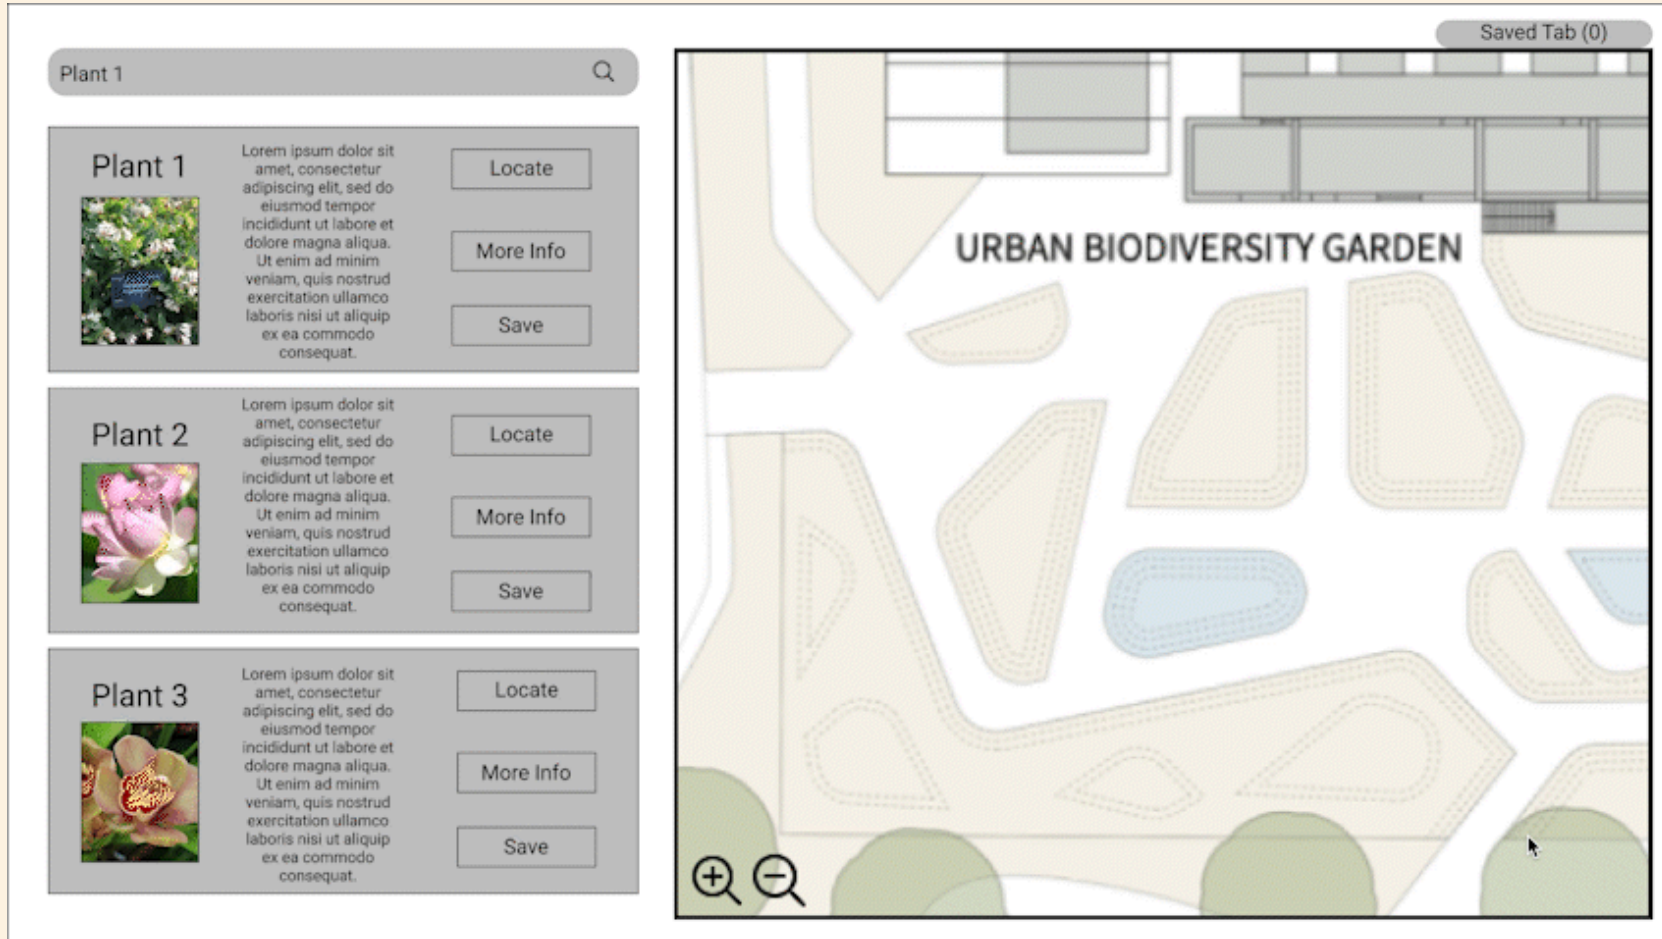 Saved Tab (0)
Plant 1
Plant 1
Lorem ipsum dolor sit
amet, consectetur
adipiscing elit, sed do
eiusmod tempor
incididunt ut labore et
dolore magna aliqua.
Ut enim ad minim
veniam, quis nostrud
exercitation ullamco
laboris nisi ut aliquip
ex ea commodo
consequat.
Locate
More Info
Save
Plant 2
Lorem ipsum dolor sit
amet, consectetur
adipiscing elit, sed do
eiusmod tempor
incididunt ut labore et
dolore magna aliqua.
Ut enim ad minim
veniam, quis nostrud
exercitation ullamco
laboris nisi ut aliquip
ex ea commodo
consequat.
Locate
More Info
Save
Plant 3
Lorem ipsum dolor sit
amet, consectetur
adipiscing elit, sed do
eiusmod tempor
incididunt ut labore et
dolore magna aliqua.
Ut enim ad minim
veniam, quis nostrud
exercitation ullamco
laboris nisi ut aliquip
ex ea commodo
consequat.
Locate
More Info
Save
URBAN BIODIVERSITY GARDEN